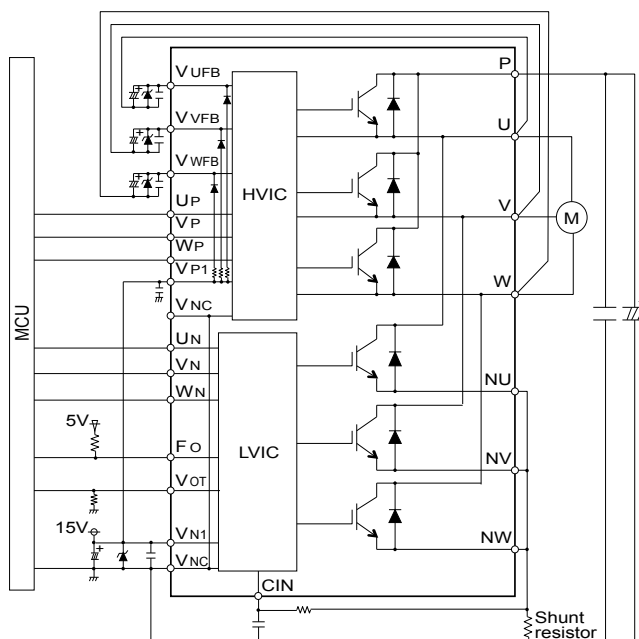 VUFB
P
VVFB
U
VWFB
HVIC
UP
VP
V
M
WP
VP1
W
VNC
MCU
UN
VN
NU
WN
5V
FO
LVIC
NV
VOT
15V
VN1
NW
VNC
CIN
Shunt
resistor